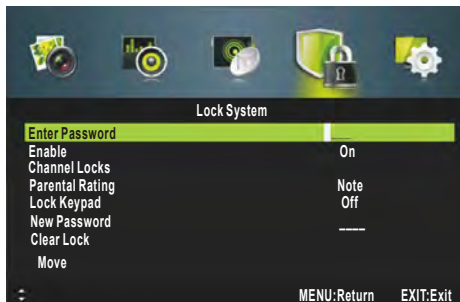 Lock System
Enter Password
Enable On
Channel Locks
Parental Rating Note
Lock Keypad Off
New Password ____
Clear Lock
Move
MENU:Return EXIT:Exit